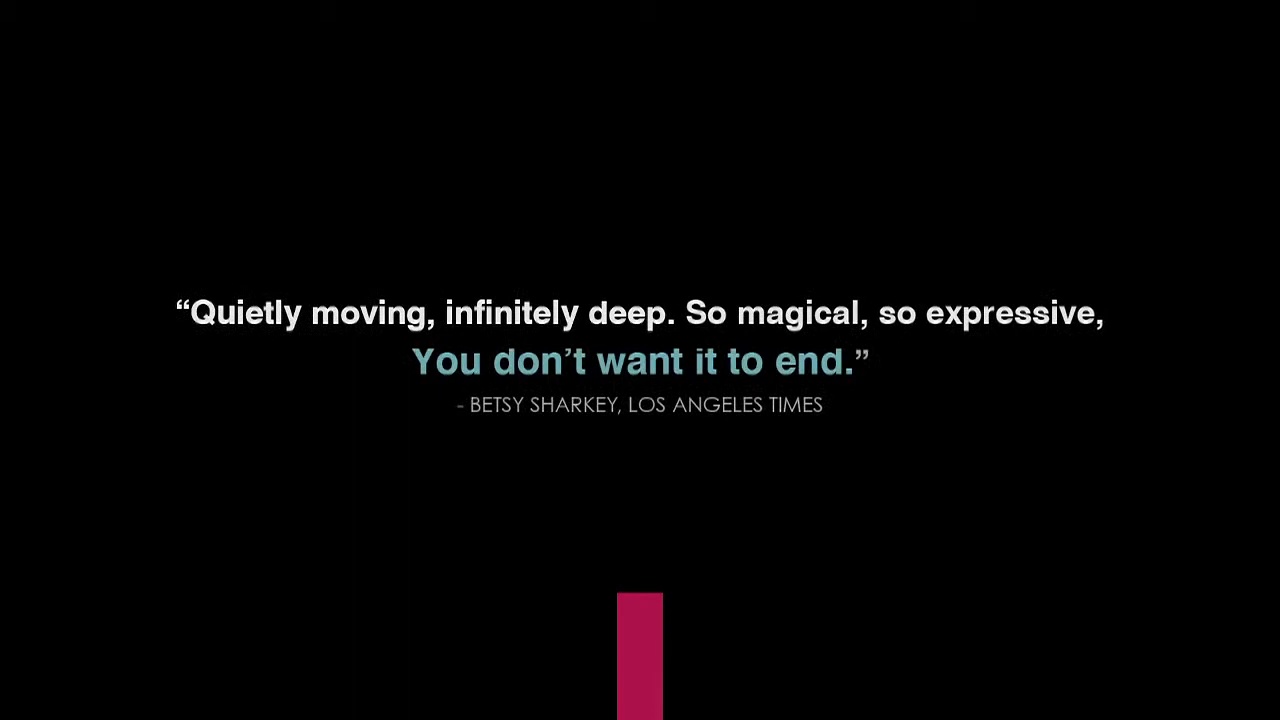 “Quietly moving, infinitely deep. So magical, so expressive,
You don’t want it to end.”
- BETSY SHARKEY, LOS ANGELES TIMES